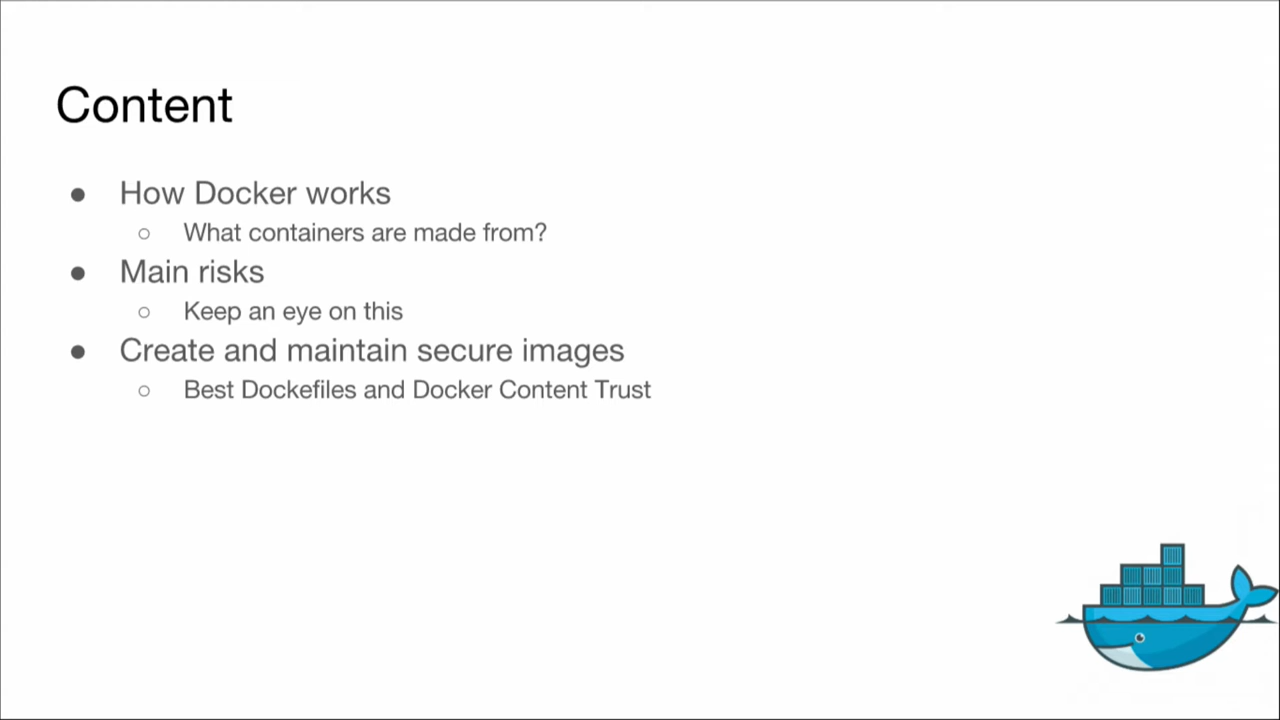 Content
● How Docker works
○ What containers are made from?
● Main risks
○ Keep an eye on this
● Create and maintain secure images
○ Best Dockefiles and Docker Content Trust